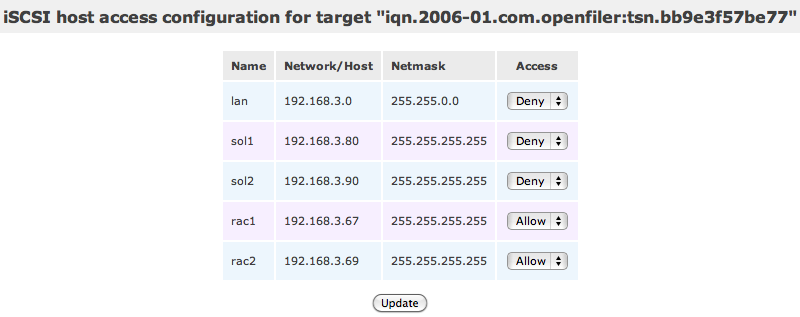 iSCSI host access configuration for target "iqn.2006-01.com.openfiler:tsn.bb9e3f57be77"
Name Network/Host Netmask Access
lan 192.168.3.0 255.255.0.0 Deny
sol1 192.168.3.80 255.255.255.255 Deny
sol2 192.168.3.90 255.255.255.255 Deny
rac1 192.168.3.67 255.255.255.255 Allow
rac2 192.168.3.69 255.255.255.255 Allow
Update